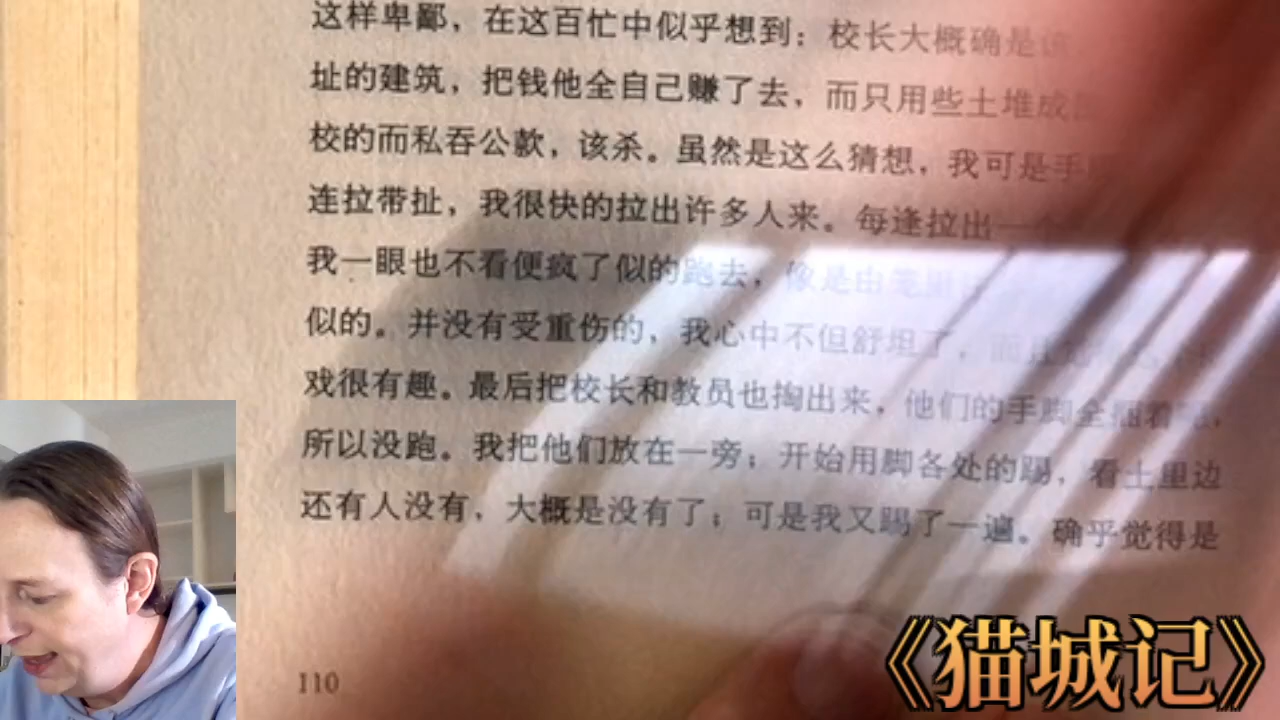 这样卑鄙，在这百忙中似乎想到：校长大概确是
址的建筑，把钱他全自己赚了去，而只用些土堆成
校的而私吞公款，该杀。虽然是这么猜想，我可是手
连拉带扯，我很快的拉出许多人来。每逢拉出一个
我一眼也不看便疯了似的跑去，像是由
似的。并没有受重伤的，我心中不但舒坦了，而且
戏很有趣。最后把校长和教员也掏出来，他们的手脚全捆着
所以没跑。我把他们放在一旁；开始用脚各处的踢，看土里边
还有人没有，大概是没有了；可是我又踢了一遍。确乎觉得是
110
《猫城记》